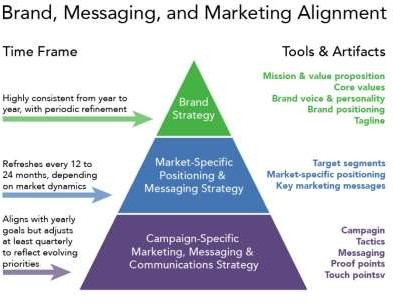 Brand, Messaging, and Marketing Alignment
Time Frame
Tools & Artifacts
Highly consistent from year to
year, with periodic refinement
Brand
Strategy
Mission & value proposition
Core values
Brand voice & personality
Brand positioning
Tagline
Refreshes every 12 to
24 months, depending
on market dynamics
Market-Specific
Positioning &
Messaging Strategy
Target segments
Market-specific positioning
Key marketing messages
Aligns with yearly
goals but adjusts
at least quarterly
to reflect evolving
priorities
Campaign-Specific
Marketing, Messaging &
Communications Strategy
Campagin
Tactics
Messaging
Proof points
Touch pointsv